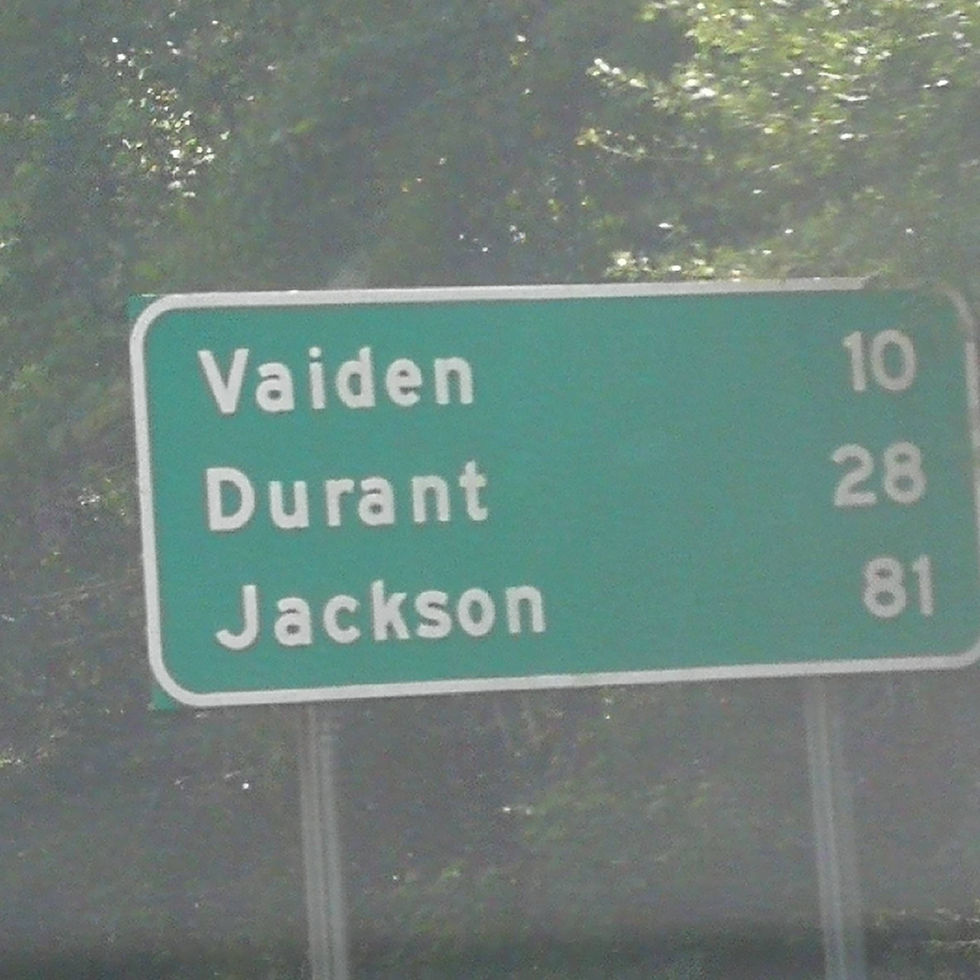 Vaiden 10
Durant 28
Jackson 81